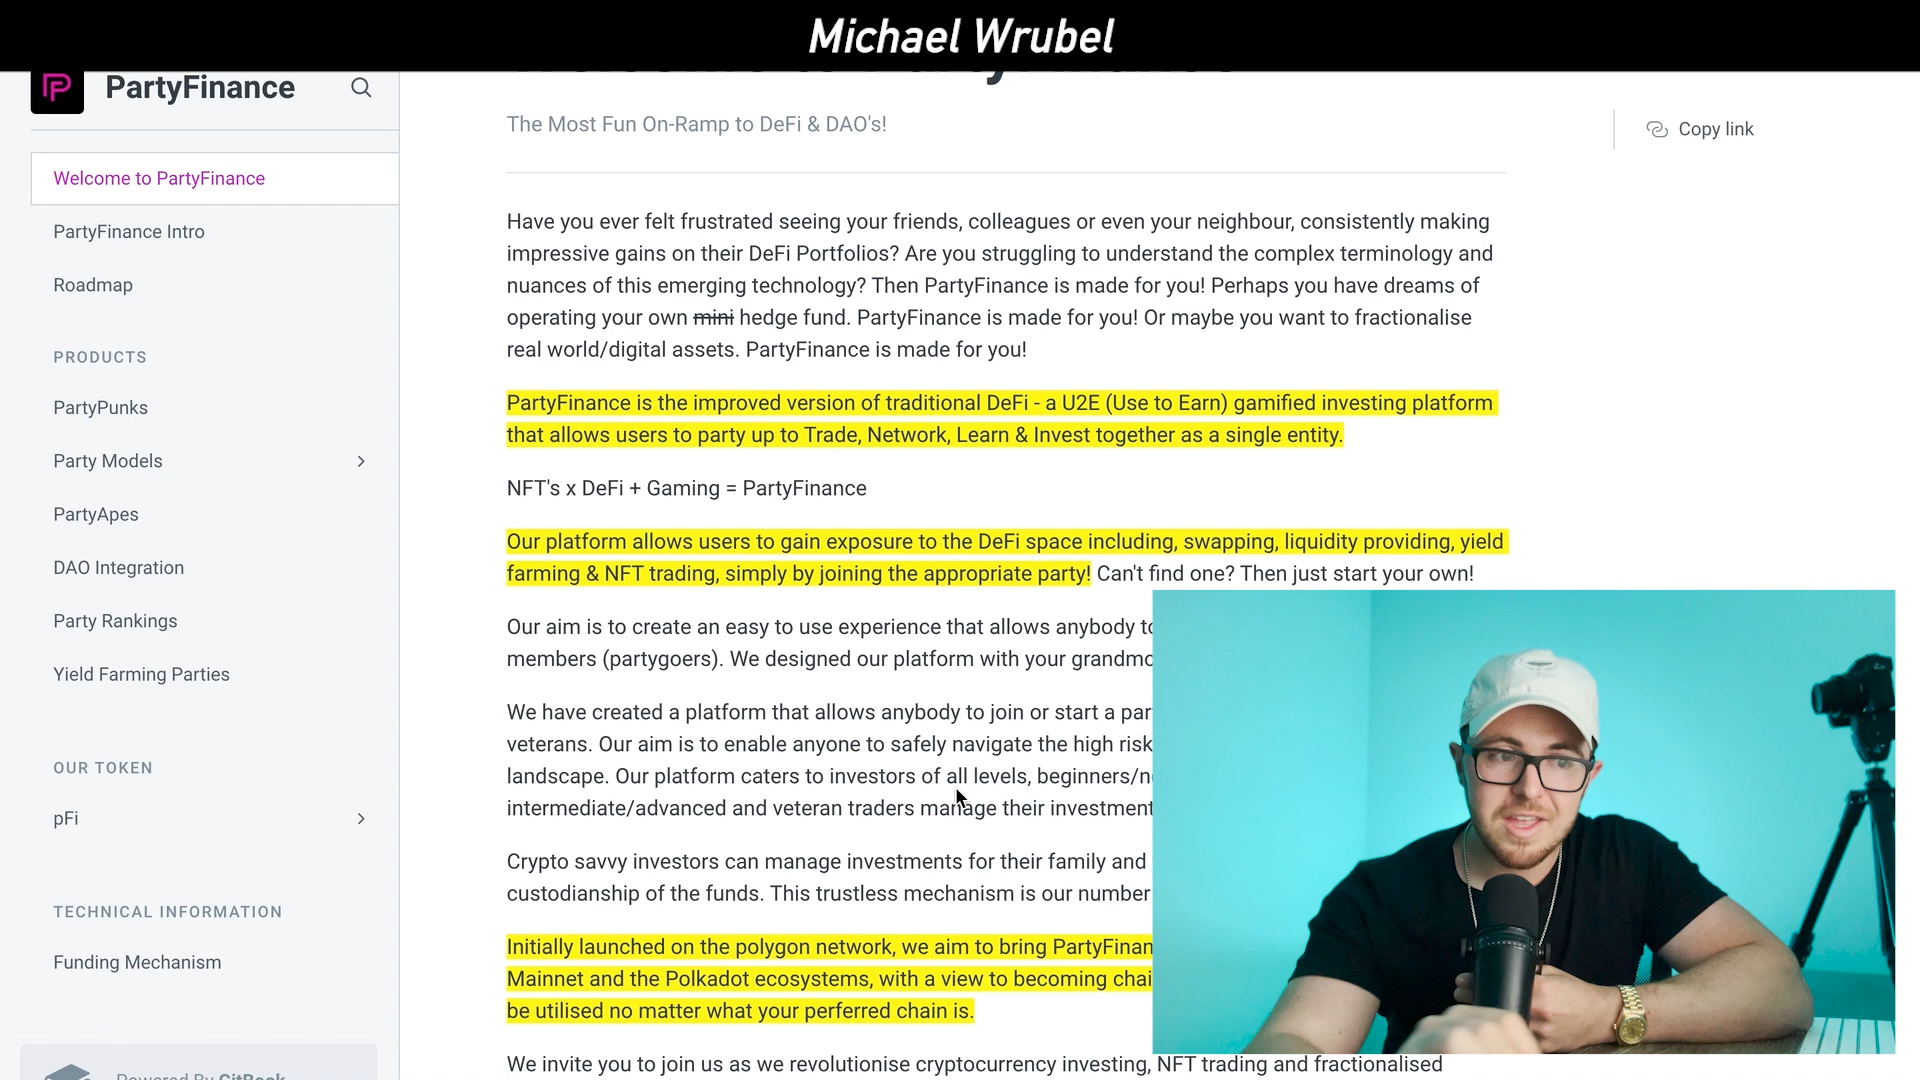 Michael Wrubel
PartyFinance
The Most Fun On-Ramp to DeFi & DAO's!
Copy link
Welcome to PartyFinance
PartyFinance Intro
Roadmap
PRODUCTS
PartyPunks
Party Models
PartyApes
DAO Integration
Party Rankings
Yield Farming Parties
OUR TOKEN
pFi
TECHNICAL INFORMATION
Funding Mechanism
Powered By GitBook
Have you ever felt frustrated seeing your friends, colleagues or even your neighbour, consistently making
impressive gains on their DeFi Portfolios? Are you struggling to understand the complex terminology and
nuances of this emerging technology? Then PartyFinance is made for you! Perhaps you have dreams of
operating your own mini hedge fund. PartyFinance is made for you! Or maybe you want to fractionalise
real world/digital assets. PartyFinance is made for you!
PartyFinance is the improved version of traditional DeFi - a U2E (Use to Earn) gamified investing platform
that allows users to party up to Trade, Network, Learn & Invest together as a single entity.
NFT's x DeFi + Gaming = PartyFinance
Our platform allows users to gain exposure to the DeFi space including, swapping, liquidity providing, yield
farming & NFT trading, simply by joining the appropriate party! Can't find one? Then just start your own!
Our aim is to create an easy to use experience that allows anybody to
members (partygoers). We designed our platform with your
We have created a platform that allows anybody to join or start a
veterans. Our aim is to enable anyone to safely navigate the high risk
landscape. Our platform caters to investors of all levels,
intermediate/advanced and veteran traders manage their
Crypto savvy investors can manage investments for their family and
custodianship of the funds. This trustless mechanism is our number
Initially launched on the polygon network, we aim to bring
Mainnet and the Polkadot ecosystems, with a view to becoming
be utilised no matter what your perferred chain is.
We invite you to join us as we revolutionise cryptocurrency investing, NFT trading and fractionalised